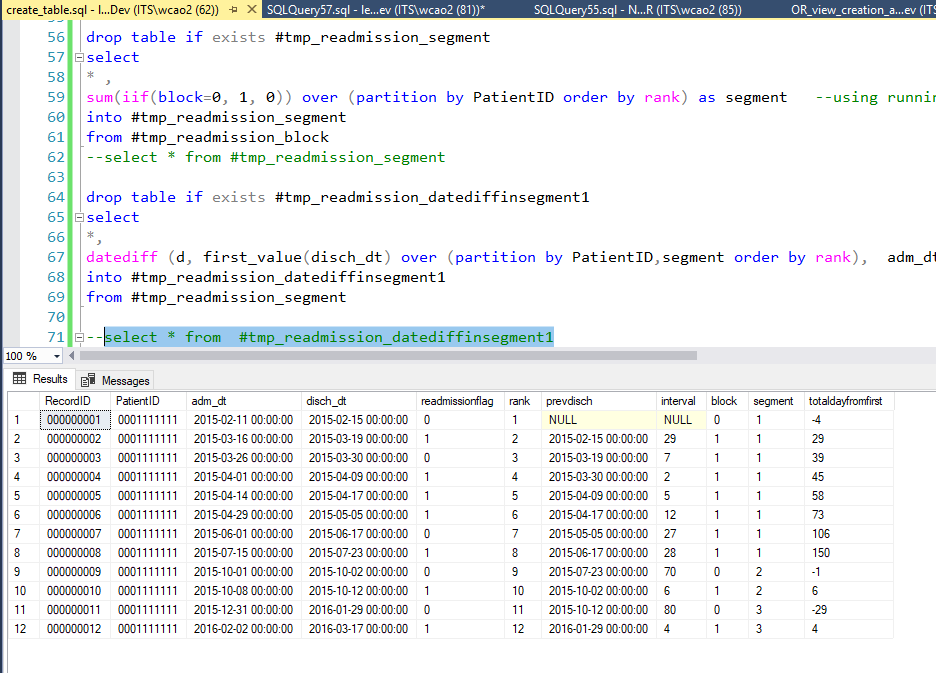 create_table.sql - I...Dev (ITS\wcao2 (62)) SQLQuery57.sql - Ie...ev (ITS\wcao2 (81))* SQLQuery55.sql - N...R (ITS\wcao2 (85)) OR_view_creation_a...ev (ITS
56 drop table if exists #tmp_readmission_segment
57 select
58 * ,
59 sum(iif(block=0, 1, 0)) over (partition by PatientID order by rank) as segment --using runnin
60 into #tmp_readmission_segment
61 from #tmp_readmission_block
62 --select * from #tmp_readmission_segment
63
64 drop table if exists #tmp_readmission_datediffinsegment1
65 select
66 *,
67 datediff (d, first_value(disch_dt) over (partition by PatientID,segment order by rank), adm_dt
68 into #tmp_readmission_datediffinsegment1
69 from #tmp_readmission_segment
70
71 --select * from #tmp_readmission_datediffinsegment1
100 %
Results Messages
RecordID PatientID adm_dt disch_dt readmissionflag rank prevdisch interval block segment totaldayfromfirst
1 000000001 0001111111 2015-02-11 00:00:00 2015-02-15 00:00:00 0 1 NULL NULL 0 1 -4
2 000000002 0001111111 2015-03-16 00:00:00 2015-03-19 00:00:00 1 2 2015-02-15 00:00:00 29 1 1 29
3 000000003 0001111111 2015-03-26 00:00:00 2015-03-30 00:00:00 0 3 2015-03-19 00:00:00 7 1 1 39
4 000000004 0001111111 2015-04-01 00:00:00 2015-04-09 00:00:00 1 4 2015-03-30 00:00:00 2 1 1 45
5 000000005 0001111111 2015-04-14 00:00:00 2015-04-17 00:00:00 1 5 2015-04-09 00:00:00 5 1 1 58
6 000000006 0001111111 2015-04-29 00:00:00 2015-05-05 00:00:00 1 6 2015-04-17 00:00:00 12 1 1 73
7 000000007 0001111111 2015-06-01 00:00:00 2015-06-17 00:00:00 0 7 2015-05-05 00:00:00 27 1 1 106
8 000000008 0001111111 2015-07-15 00:00:00 2015-07-23 00:00:00 1 8 2015-06-17 00:00:00 28 1 1 150
9 000000009 0001111111 2015-10-01 00:00:00 2015-10-02 00:00:00 0 9 2015-07-23 00:00:00 70 0 2 -1
10 000000010 0001111111 2015-10-08 00:00:00 2015-10-12 00:00:00 1 10 2015-10-02 00:00:00 6 1 2 6
11 000000011 0001111111 2015-12-31 00:00:00 2016-01-29 00:00:00 0 11 2015-10-12 00:00:00 80 0 3 -29
12 000000012 0001111111 2016-02-02 00:00:00 2016-03-17 00:00:00 1 12 2016-01-29 00:00:00 4 1 3 4